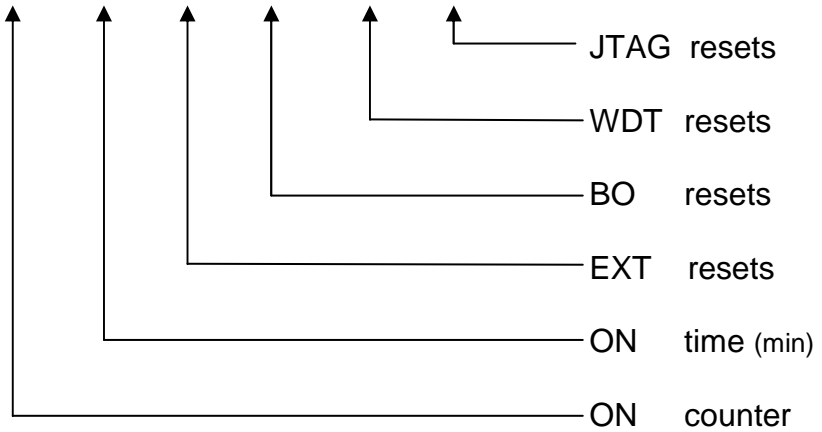 JTAG resets
WDT resets
BO resets
EXT resets
ON time (min)
ON counter